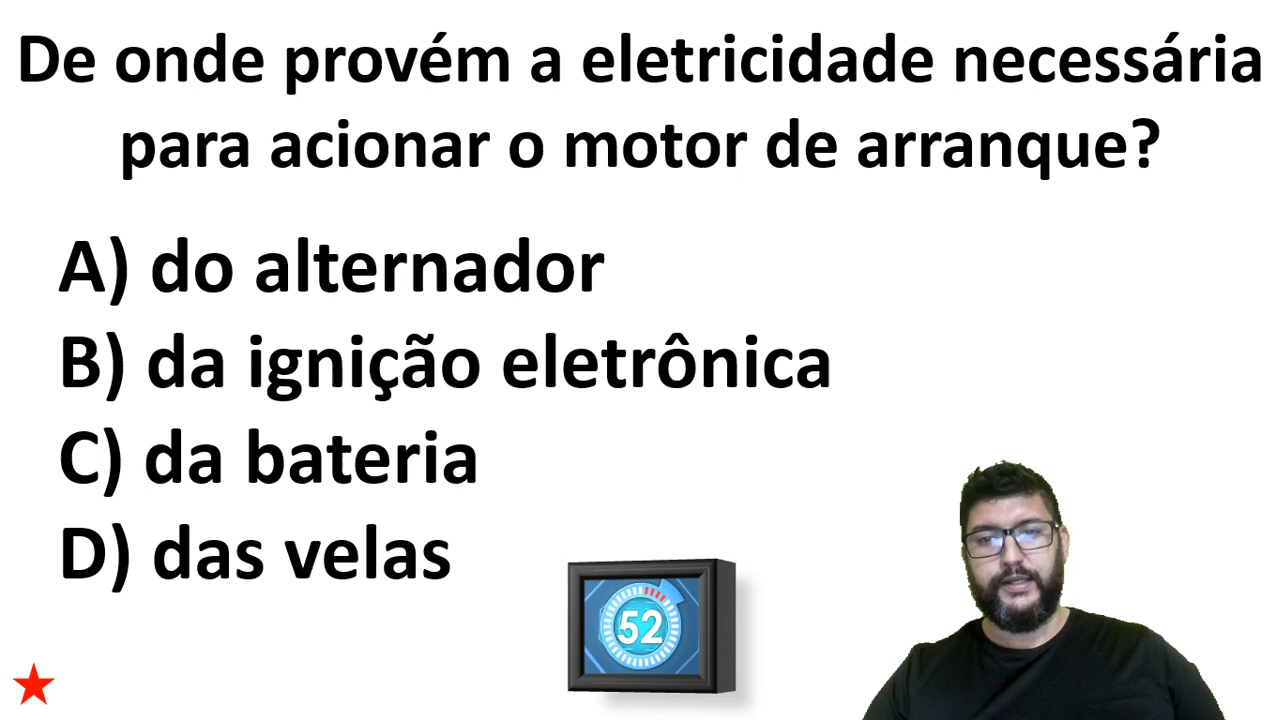 De onde provém a eletricidade necessária
para acionar o motor de arranque?
A) do alternador
B) da ignição eletrônica
C) da bateria
D) das velas
52